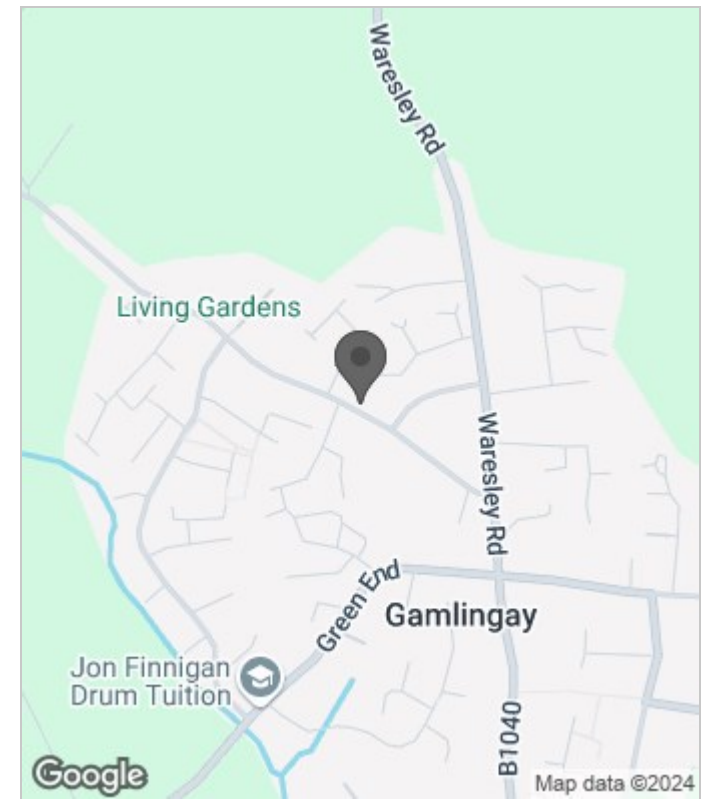 Waresley Rd
Living Gardens
Waresley Rd
Green End
Gamlingay
Jon Finnigan
Drum Tuition
B1040
Google
Map data ©2024